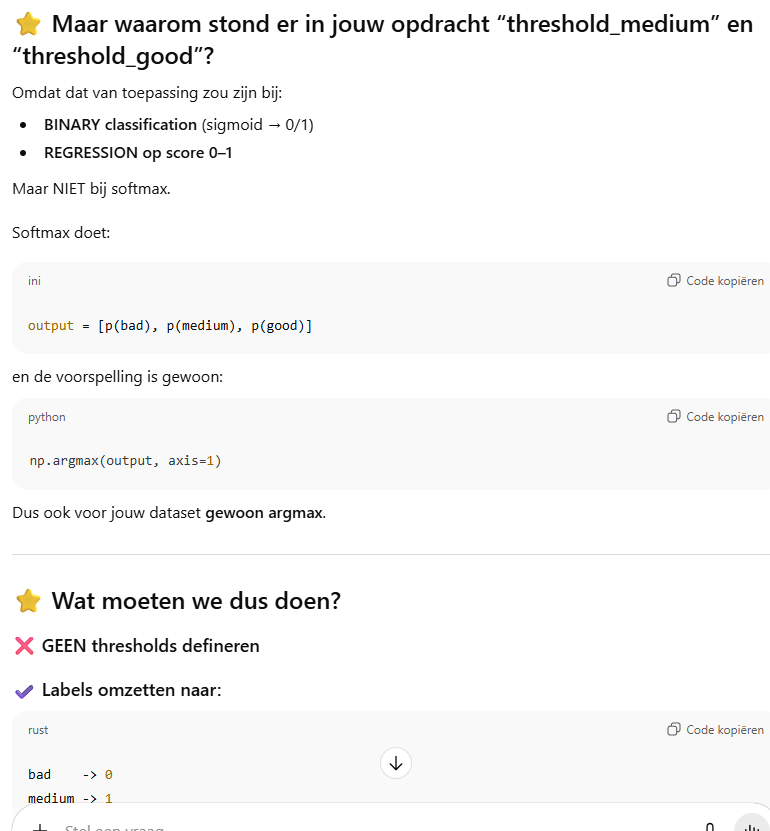 ⭐ Maar waarom stond er in jouw opdracht “threshold_medium” en
“threshold_good”?
Omdat dat van toepassing zou zijn bij:
• BINARY classification (sigmoid → 0/1)
• REGRESSION op score 0–1
Maar NIET bij softmax.
Softmax doet:
ini
Code kopiëren
output = [p(bad), p(medium), p(good)]
en de voorspelling is gewoon:
python
Code kopiëren
np.argmax(output, axis=1)
Dus ook voor jouw dataset gewoon argmax.
⭐ Wat moeten we dus doen?
❌ GEEN thresholds defineren
✔ Labels omzetten naar:
rust
Code kopiëren
bad    -> 0
medium -> 1
Stel een vraag